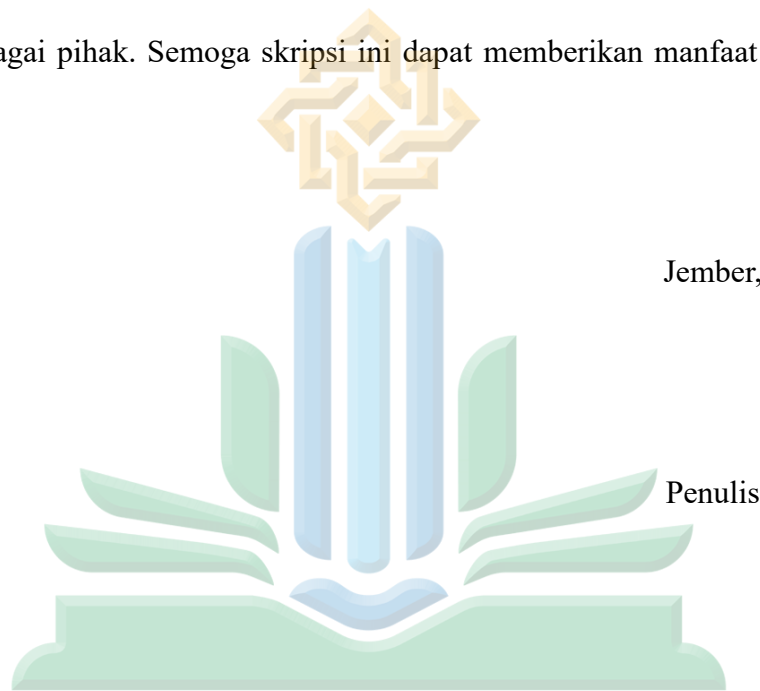 agai pihak. Semoga skripsi ini dapat memberikan manfaat
Jember,
Penulis